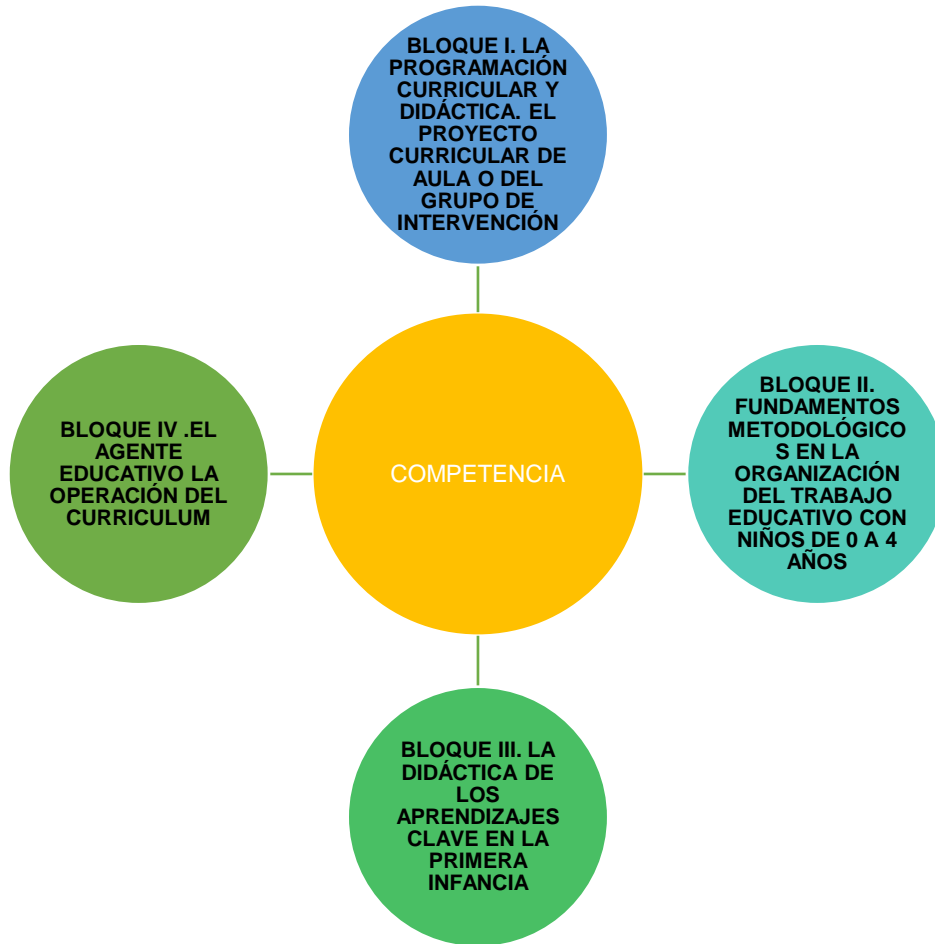 BLOQUE I. LA
PROGRAMACIÓN
CURRICULAR Y
DIDÁCTICA. EL
PROYECTO
CURRICULAR DE
AULA O DEL
GRUPO DE
INTERVENCIÓN
BLOQUE IV .EL
AGENTE
EDUCATIVO LA
OPERACIÓN DEL
CURRICULUM
COMPETENCIA
BLOQUE II.
FUNDAMENTOS
METODOLÓGICO
S EN LA
ORGANIZACIÓN
DEL TRABAJO
EDUCATIVO CON
NIÑOS DE 0 A 4
AÑOS
BLOQUE III. LA
DIDÁCTICA DE
LOS
APRENDIZAJES
CLAVE EN LA
PRIMERA
INFANCIA